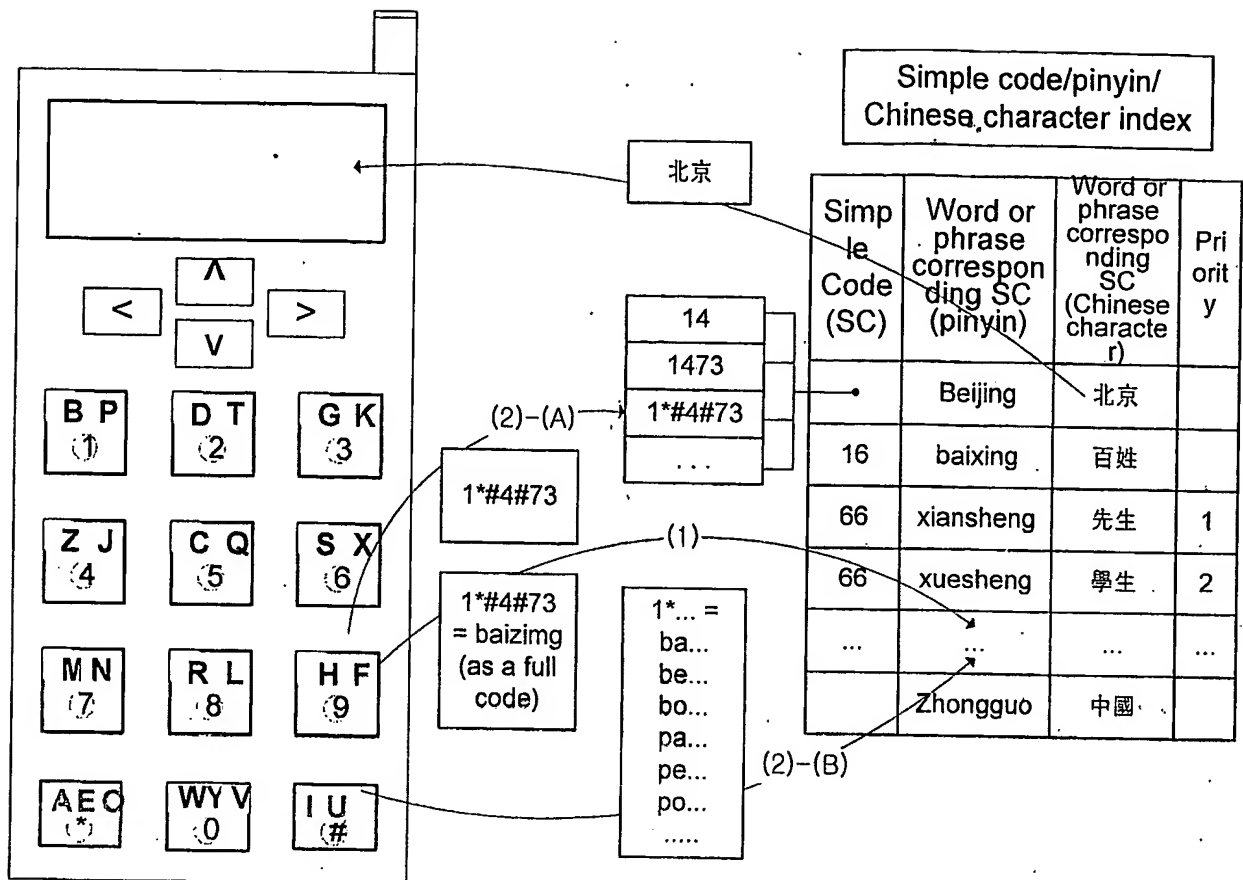 Simple code/pinyin/
Chinese character index
北京
<
Λ
V
>
B P
1
D T
2
G K
3
Z J
4
C Q
5
S X
6
M N
7
R L
8
H F
9
A E O
*
W Y V
0
I U
#
(2)-(A)
1*#4#73
1*#4#73
= baizimg
(as a full
code)
14
1473
1*#4#73
...
(1)
1*... =
ba...
be...
bo...
pa...
pe...
po...
.....
(2)-(B)
Simp
le
Code
(SC)
Word or
phrase
correspon
ding SC
(pinyin)
Word or
phrase
correspo
nding
SC
(Chinese
characte
r)
Pri
orit
y
Beijing 北京
16 baixing 百姓
66 xiansheng 先生 1
66 xuesheng 學生 2
... ... ... ...
Zhongguo 中國